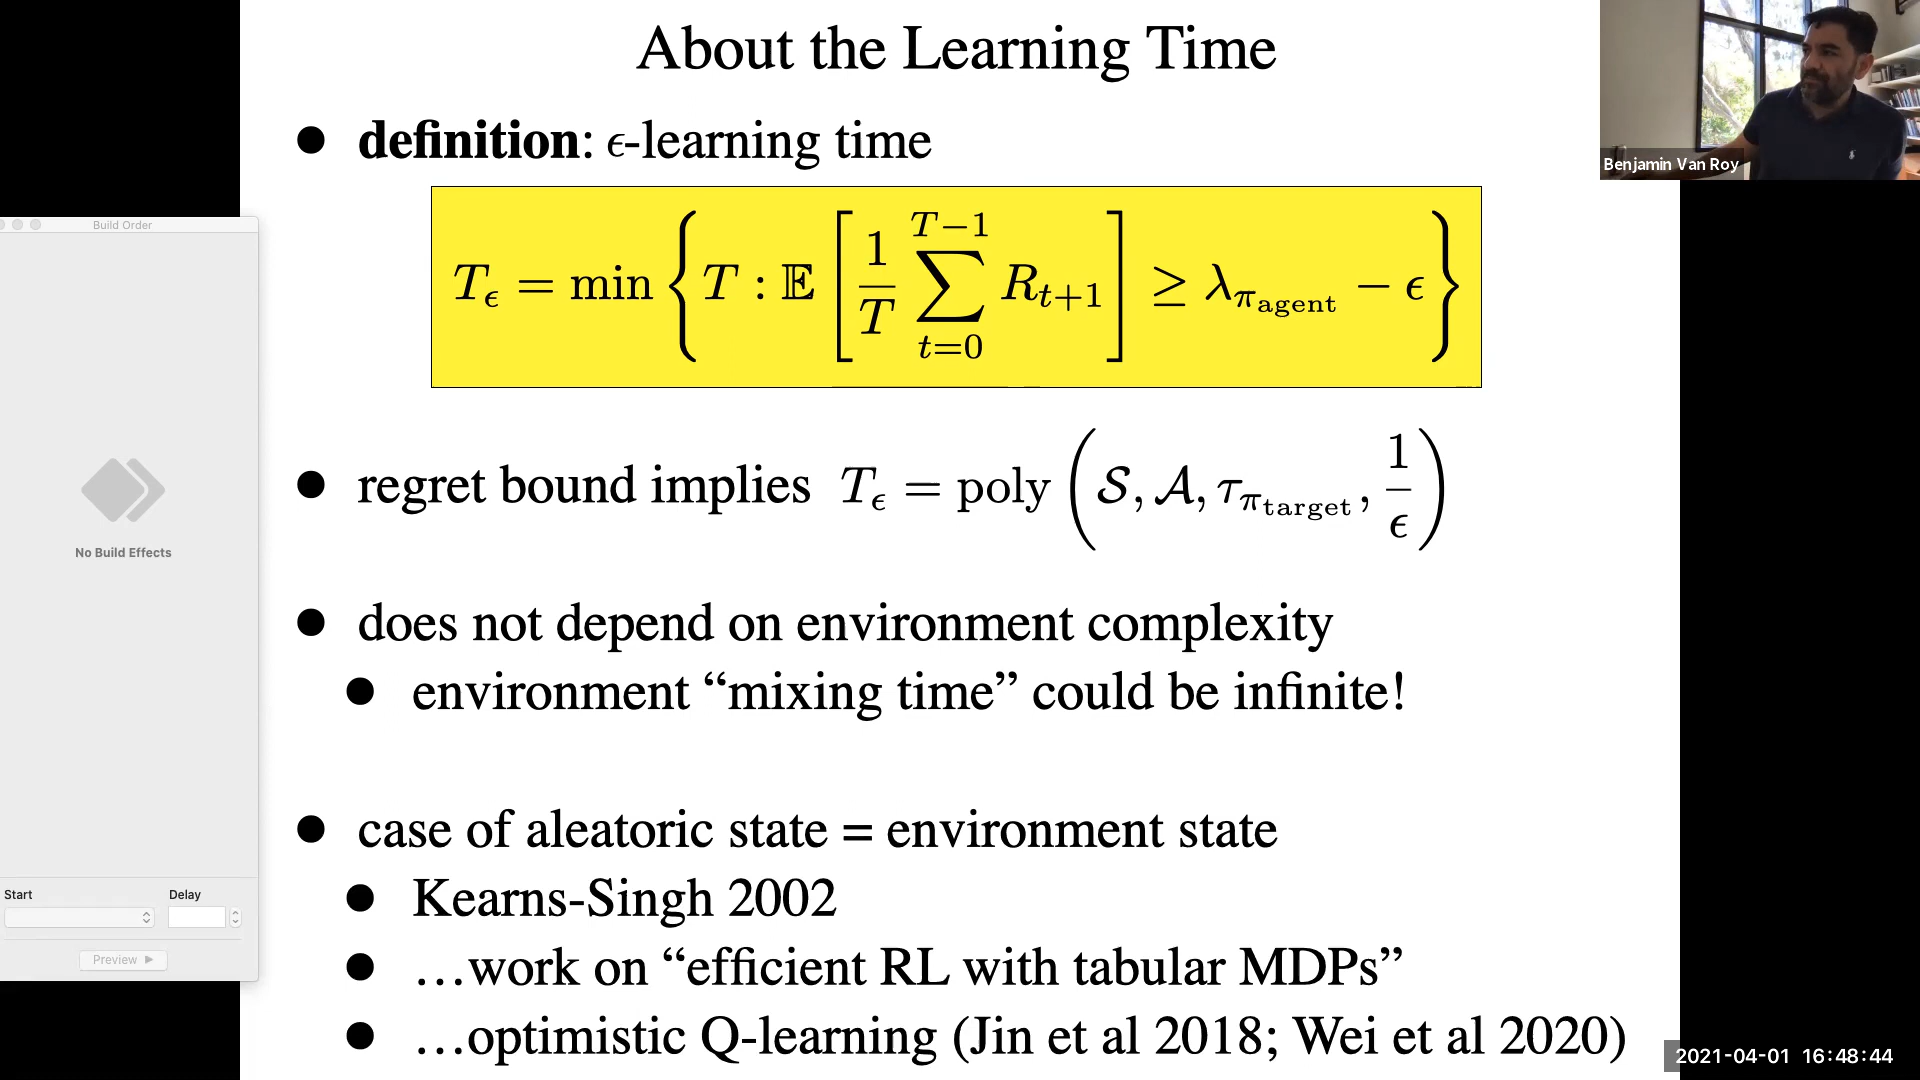 About the Learning Time
● definition: ϵ-learning time
T_ϵ = min { T : 𝔼 [ 1/T ∑_{t=0}^{T−1} R_{t+1} ] ≥ λ_{π_agent} − ϵ }
● regret bound implies T_ϵ = poly ( 𝒮, 𝒜, τ_{π_target}, 1/ϵ )
● does not depend on environment complexity
● environment “mixing time” could be infinite!
● case of aleatoric state = environment state
● Kearns-Singh 2002
● …work on “efficient RL with tabular MDPs”
● …optimistic Q-learning (Jin et al 2018; Wei et al 2020)
Build Order
No Build Effects
Start Delay
Preview ▶
Benjamin Van Roy
2021-04-01 16:48:44